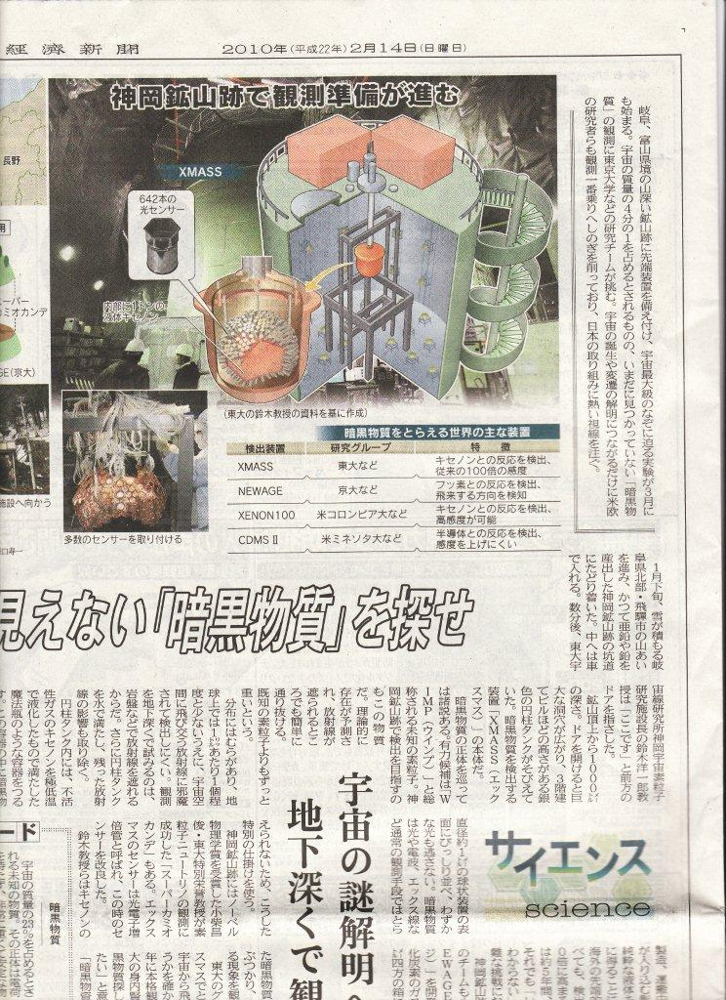 経済新聞
2010年(平成22年)2月14日(日曜日)
神岡鉱山跡で観測準備が進む
長野
XMASS
642本の
光センサー
内部に1トンの
液体キセノン
(東大の鈴木教授の資料を基に作成)
ーパー
カミオカンデ
GE(京大)
施設へ向から
多数のセンサーを取り付ける
暗黒物質をとらえる世界の主な装置
検出装置 研究グループ 特徴
XMASS 東大など キセノンとの反応を検出、
従来の100倍の感度
NEWAGE 京大など フッ素との反応を検出、
飛来する方向を検知
XENON100 米コロンビア大など キセノンとの反応を検出、
高感度が可能
CDMSⅡ 米ミネソタ大など 半導体との反応を検出、
感度を上げにくい
岐阜、富山県境の山深い鉱山跡に先端装置を備え付け、宇宙最大級のなぞに迫る実験が3月に
も始まる。宇宙の質量の4分の1を占めるとされるものの、いまだに見つかっていない「暗黒物
質」の観測に東京大学などの研究チームが挑む。宇宙の誕生や変遷の解明につながるだけに米欧
の研究者らも観測一番乗りへしのぎを削っており、日本の取り組みに熱い視線を注ぐ。
見えない「暗黒物質」を探せ
宇宙の謎解明へ
地下深くで観
1月下旬、雪が積もる岐
阜県北部・飛騨市の山あい
を進み、かつて亜鉛や鉛を
産出した神岡鉱山跡の坑道
にたどり着いた。中へは車
で入れる。数分後、東大宇
宙線研究所神岡宇宙素粒子
研究施設長の鈴木洋一郎教
授は「ここです」と前方の
ドアを指さした。
鉱山頂上から1000㍍
の深さ。ドアを開けると巨
大な洞穴が広がり、3階建
てビルほどの高さがある銀
色の円柱タンクがそびえて
いた。暗黒物質を検出する
装置「XMASS(エック
スマス)」の本体だ。
暗黒物質の正体を巡って
は諸説ある。有力候補は「W
IMP(ウインプ)」と総
称される未知の素粒子。神
岡鉱山跡で検出を目指すの
もこの物
質だ。理論的に
存在が予測さ
れ、放射線が
遮られるとこ
ろでも簡単に
通り抜ける。
既知の素粒子よりもずっと
重いという。
分布にはむらがあり、地
球上では1㍑あたり1個程
度と少ないうえに、宇宙空
間に飛び交う放射線に邪魔
されて検出しにくい。観測
を地下深くで試みるのは、
岩盤などで放射線を遮れる
からだ。さらに円柱タンク
を水で満たし、残った放射
線の影響も取り除く。
円柱タンク内には、不活
性ガスのキセノンを極低温
で液化したもので満たした
魔法瓶のような容器をつる
す。この容器の中に暗黒物
サイエンス
science
直径約1㍍の球状装置の表
面にびっしり並べ、わずか
な光も逃さない。暗黒物質
は光や電波、エックス線な
ど通常の観測手段ではとら
えられないため、こうした
特別の仕掛けを使う。
神岡鉱山跡にはノーベル
物理学賞を受賞した小柴昌
俊・東大特別栄誉教授が素
粒子ニュートリノの観測に
成功した「スーパーカミオ
カンデ」もある。エックス
マスのセンサーは光電子増
倍管と呼ばれ、この時のセ
ンサーを改良した。
鈴木教授らはキセノンの
ード
暗黒物質
宇宙の質量の23%を占めるとさ
れる未知の物質。その正体は電荷